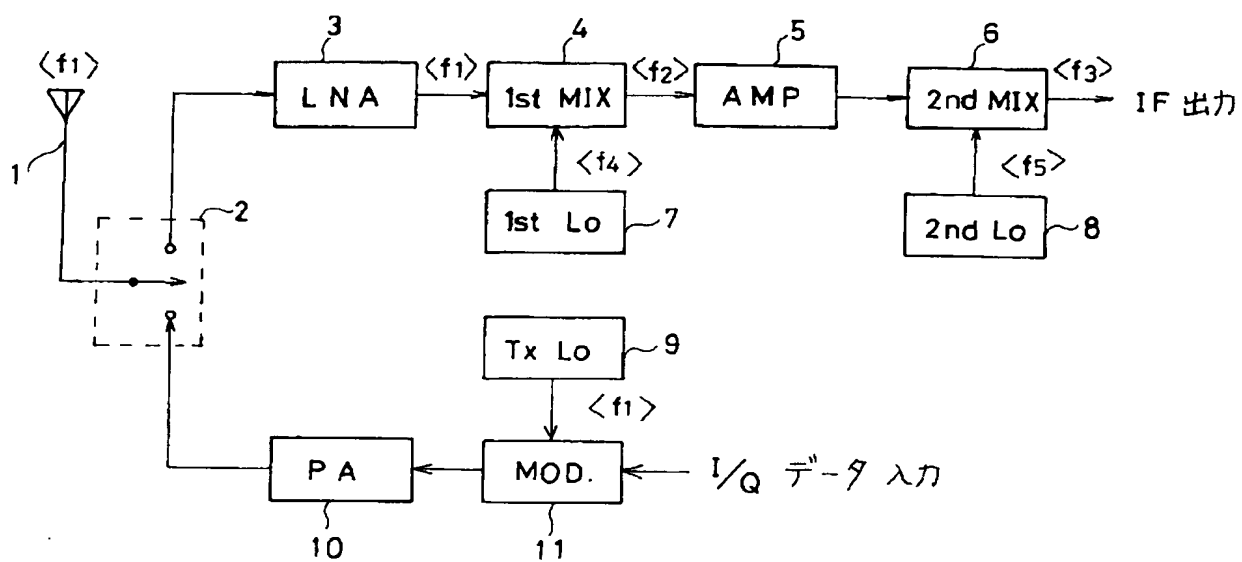 3
4
5
6
<f1>
<f1>
<f2>
<f3>
LNA
1st MIX
AMP
2nd MIX
IF 出力
1
<f4>
<f5>
2
1st Lo
7
2nd Lo
8
Tx Lo
9
<f1>
PA
MOD.
I/Q データ 入力
10
11